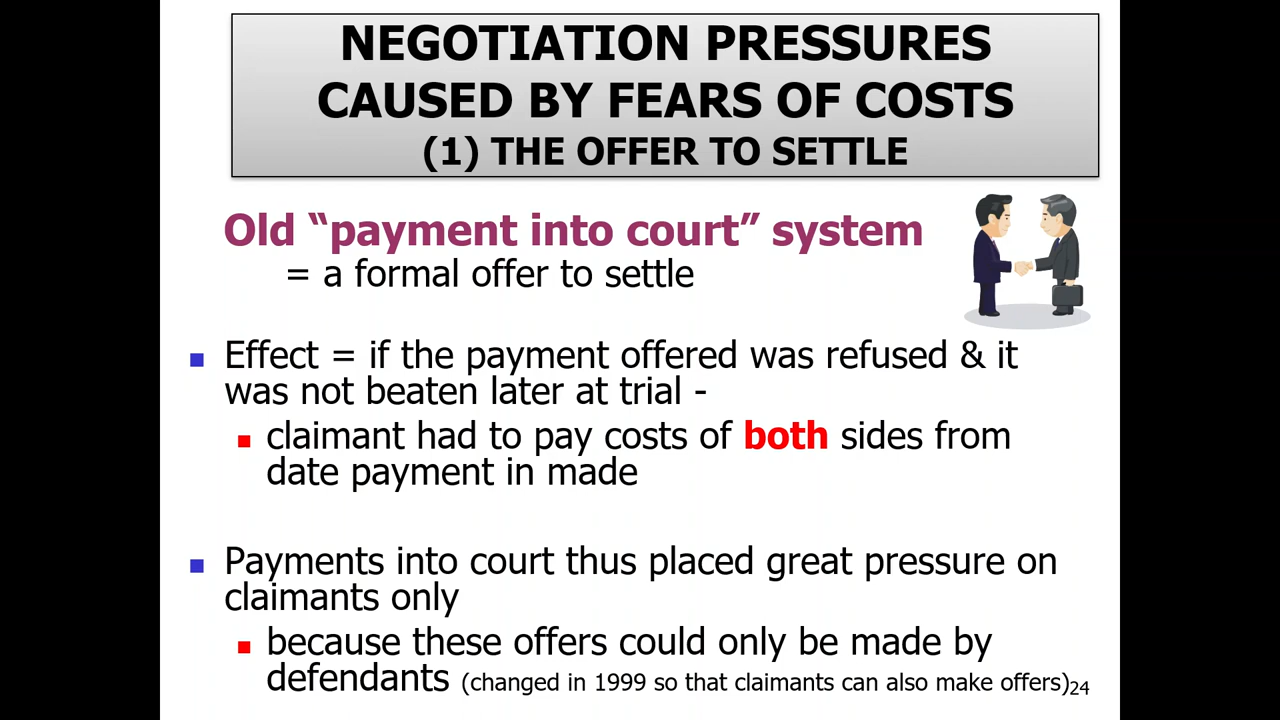 NEGOTIATION PRESSURES
CAUSED BY FEARS OF COSTS
(1) THE OFFER TO SETTLE
Old “payment into court” system
= a formal offer to settle
Effect = if the payment offered was refused & it
was not beaten later at trial -
claimant had to pay costs of both sides from
date payment in made
Payments into court thus placed great pressure on
claimants only
because these offers could only be made by
defendants (changed in 1999 so that claimants can also make offers)
24